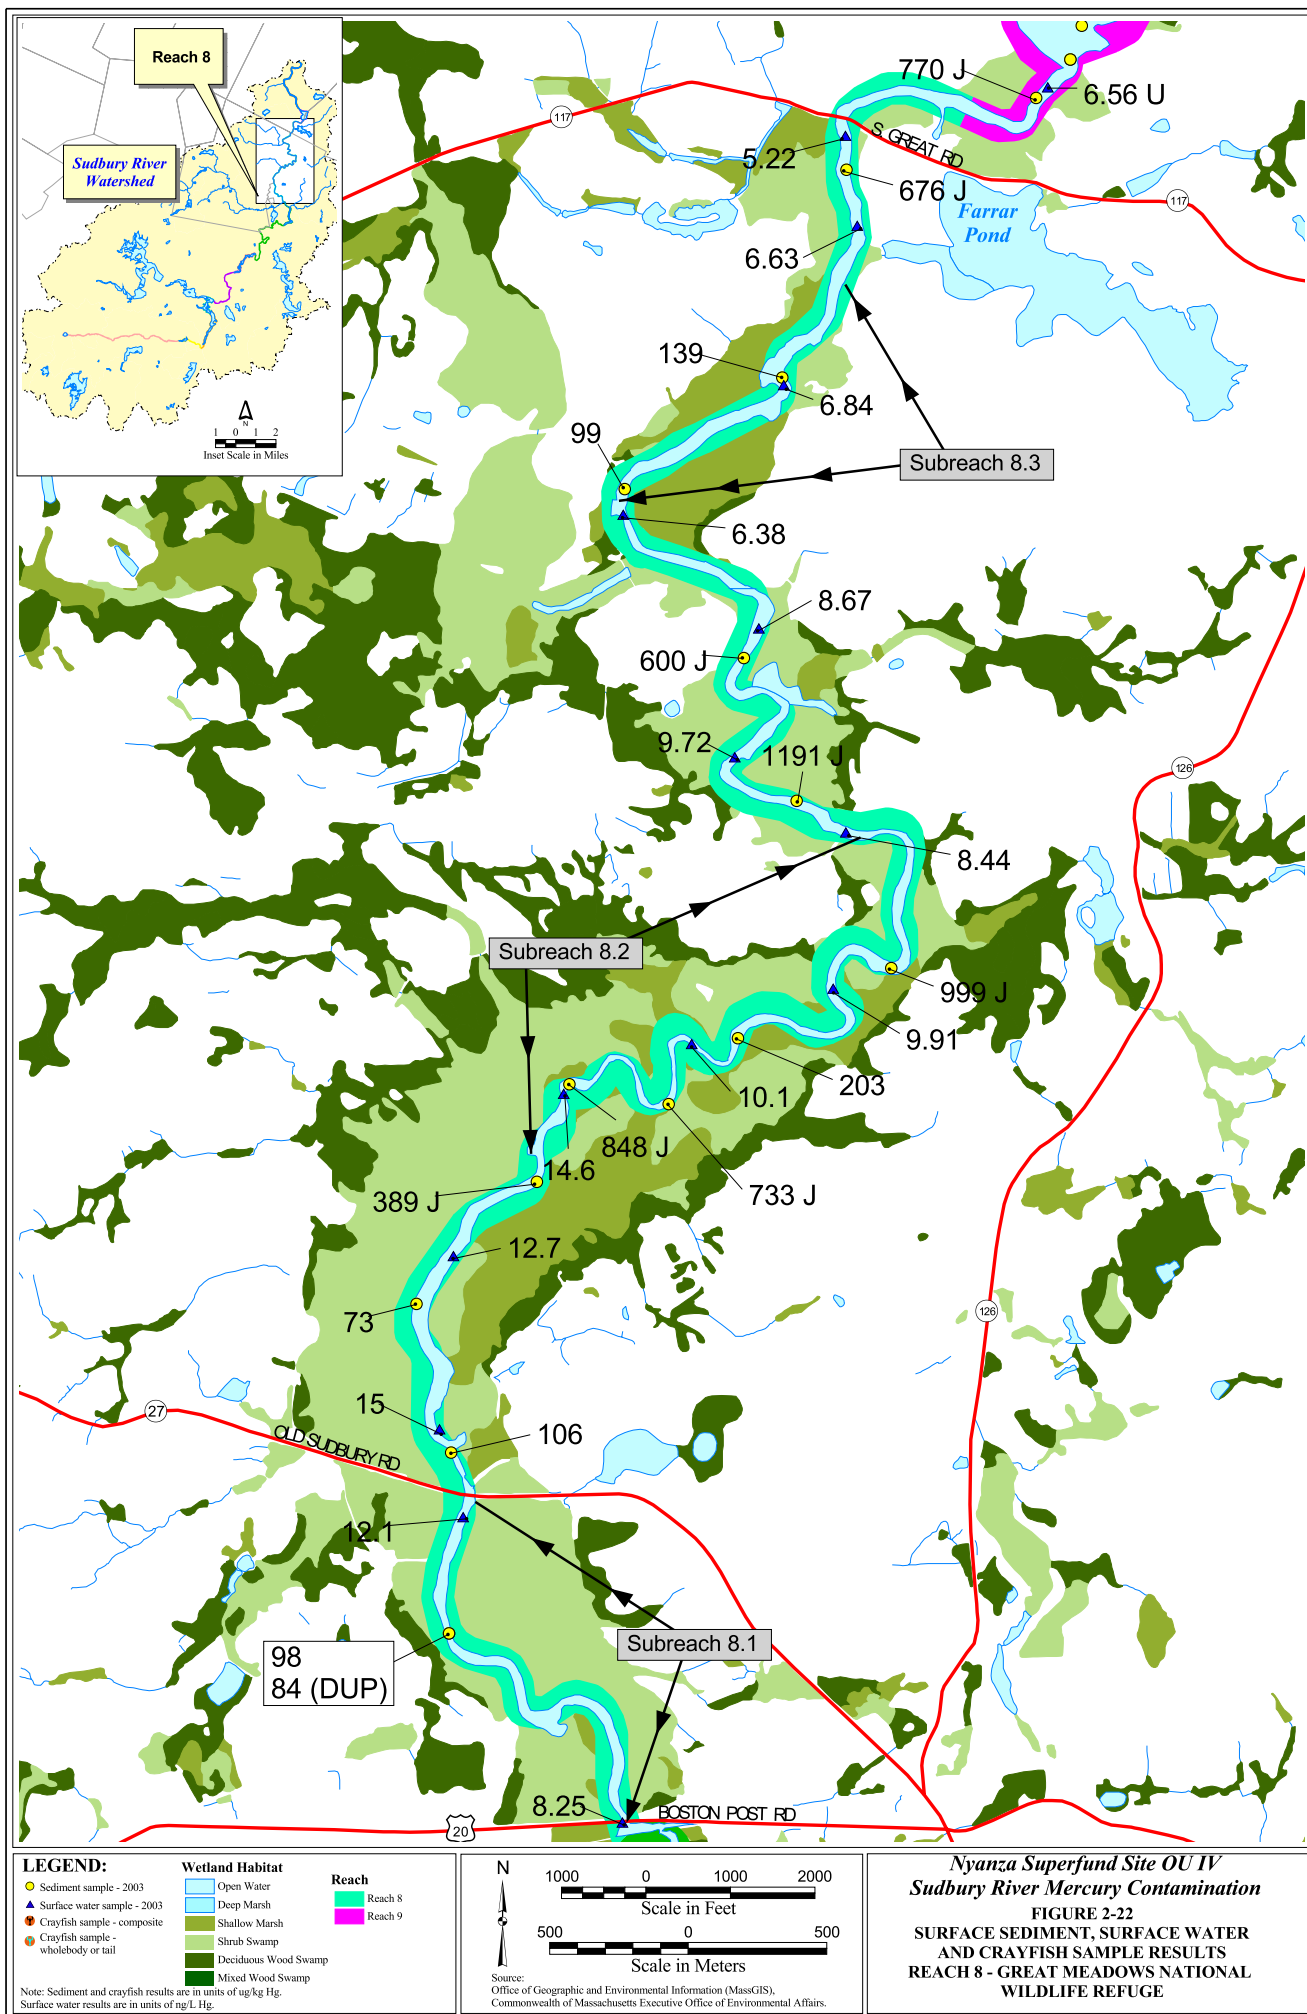 Reach 8
Sudbury River
Watershed
N
1 0 1 2
Inset Scale in Miles
770 J
6.56 U
117
S. GREAT RD
5.22
676 J
117
Farrar
Pond
6.63
139
6.84
99
Subreach 8.3
6.38
8.67
600 J
9.72
1191 J
126
8.44
Subreach 8.2
999 J
9.91
203
10.1
848 J
14.6
733 J
389 J
12.7
73
126
15
27
OLD SUDBURY RD
106
12.1
Subreach 8.1
98
84 (DUP)
8.25
BOSTON POST RD
20
LEGEND:
Sediment sample - 2003
Surface water sample - 2003
Crayfish sample - composite
Crayfish sample -
wholebody or tail
Wetland Habitat
Open Water
Deep Marsh
Shallow Marsh
Shrub Swamp
Deciduous Wood Swamp
Mixed Wood Swamp
Reach
Reach 8
Reach 9
Note: Sediment and crayfish results are in units of ug/kg Hg.
Surface water results are in units of ng/L Hg.
N
1000 0 1000 2000
Scale in Feet
500 0 500
Scale in Meters
Source:
Office of Geographic and Environmental Information (MassGIS),
Commonwealth of Massachusetts Executive Office of Environmental Affairs.
Nyanza Superfund Site OU IV
Sudbury River Mercury Contamination
FIGURE 2-22
SURFACE SEDIMENT, SURFACE WATER
AND CRAYFISH SAMPLE RESULTS
REACH 8 - GREAT MEADOWS NATIONAL
WILDLIFE REFUGE